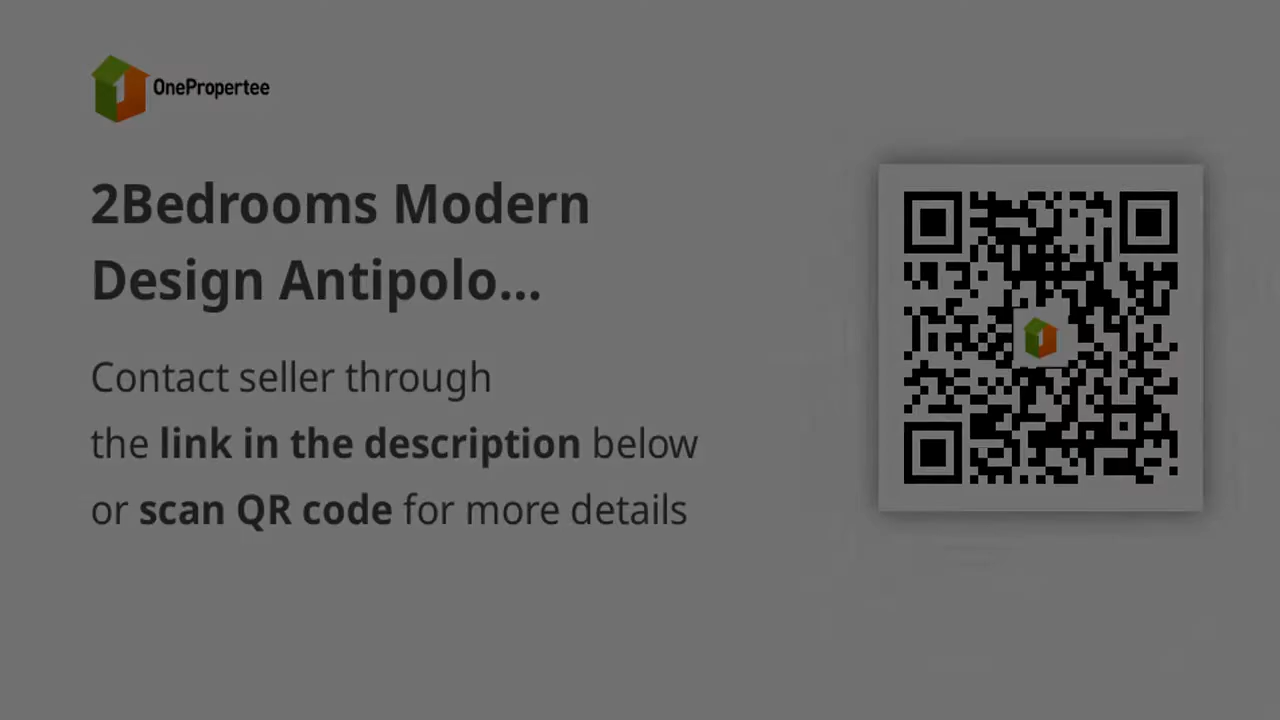 OnePropertee
2Bedrooms Modern
Design Antipolo...
Contact seller through
the link in the description below
or scan QR code for more details